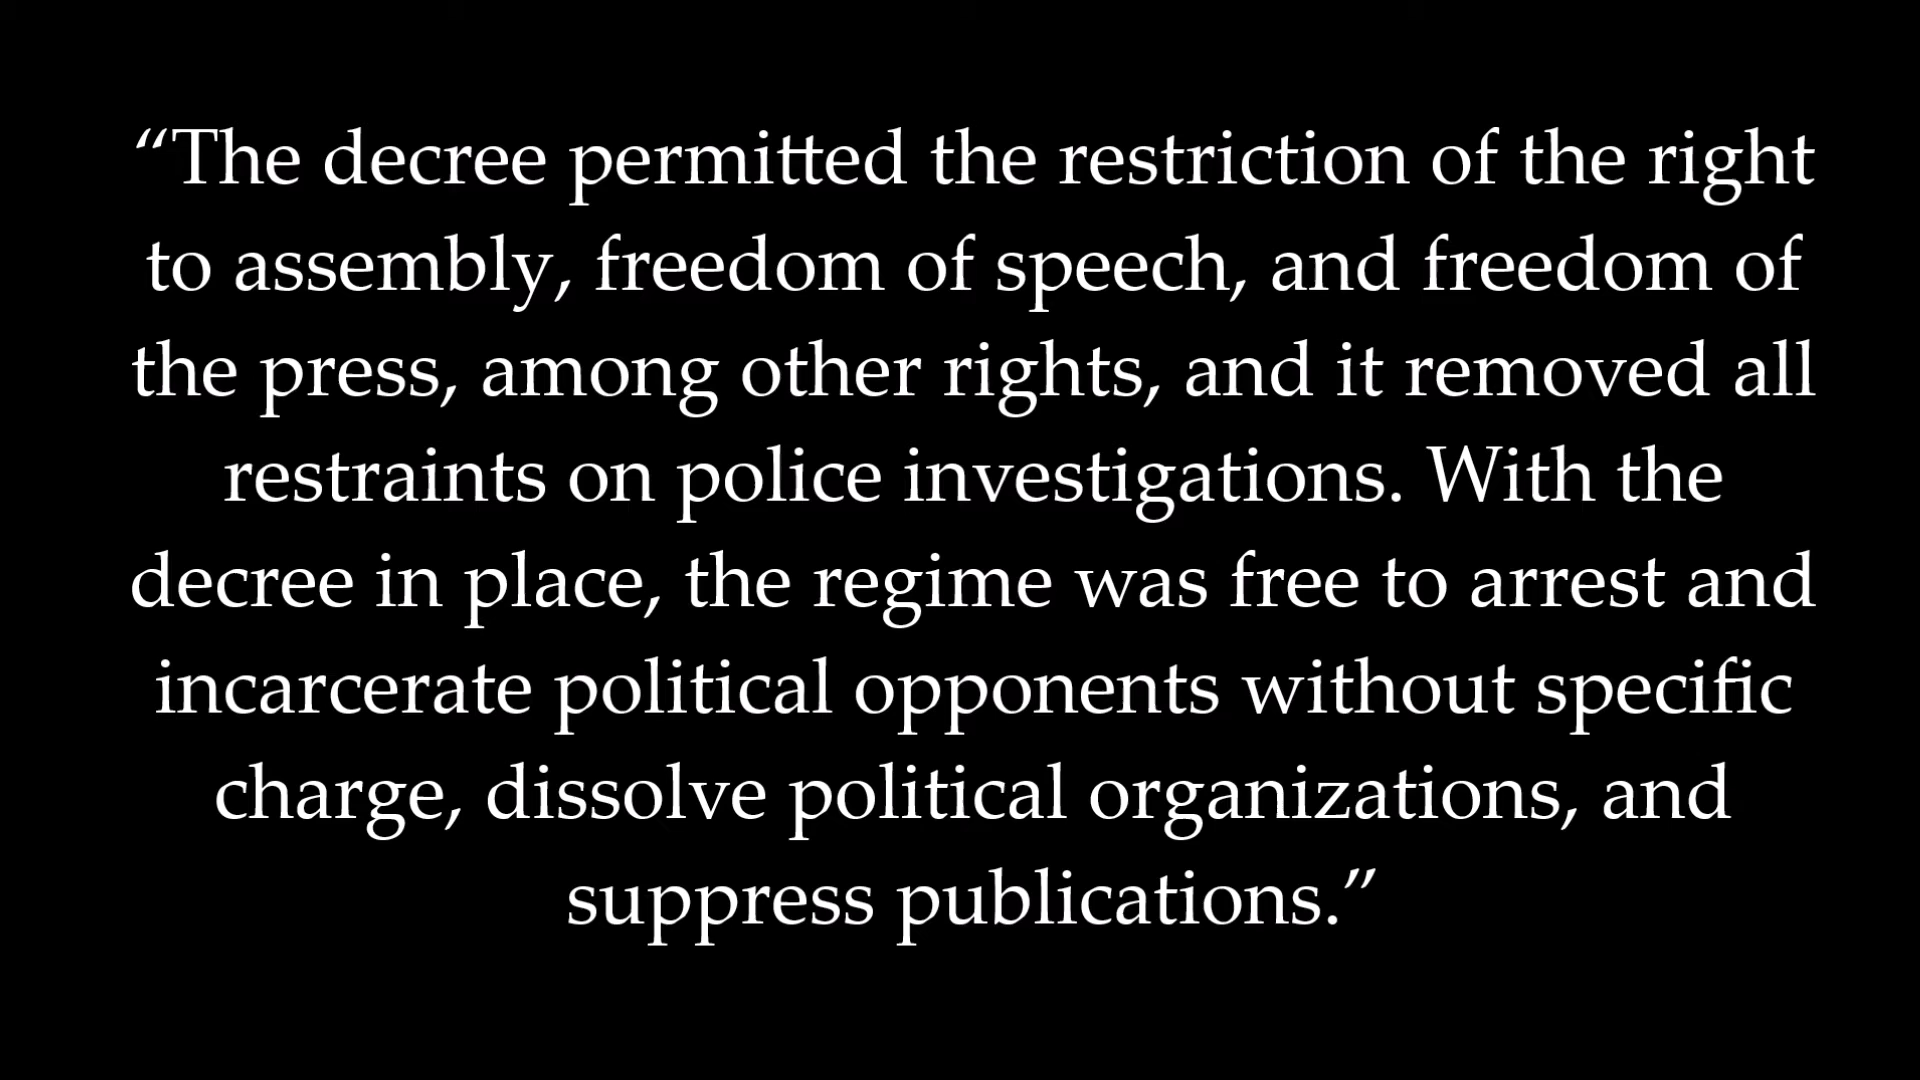 “The decree permitted the restriction of the right
to assembly, freedom of speech, and freedom of
the press, among other rights, and it removed all
restraints on police investigations. With the
decree in place, the regime was free to arrest and
incarcerate political opponents without specific
charge, dissolve political organizations, and
suppress publications.”